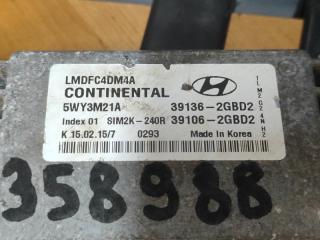 LMDFC4DM4A
CONTINENTAL
5WY3M21A 39136-2GBD2
Index 01 SIM2K-240R 39106-2GBD2
K 15.02.15/7 0293 Made In Korea
358988